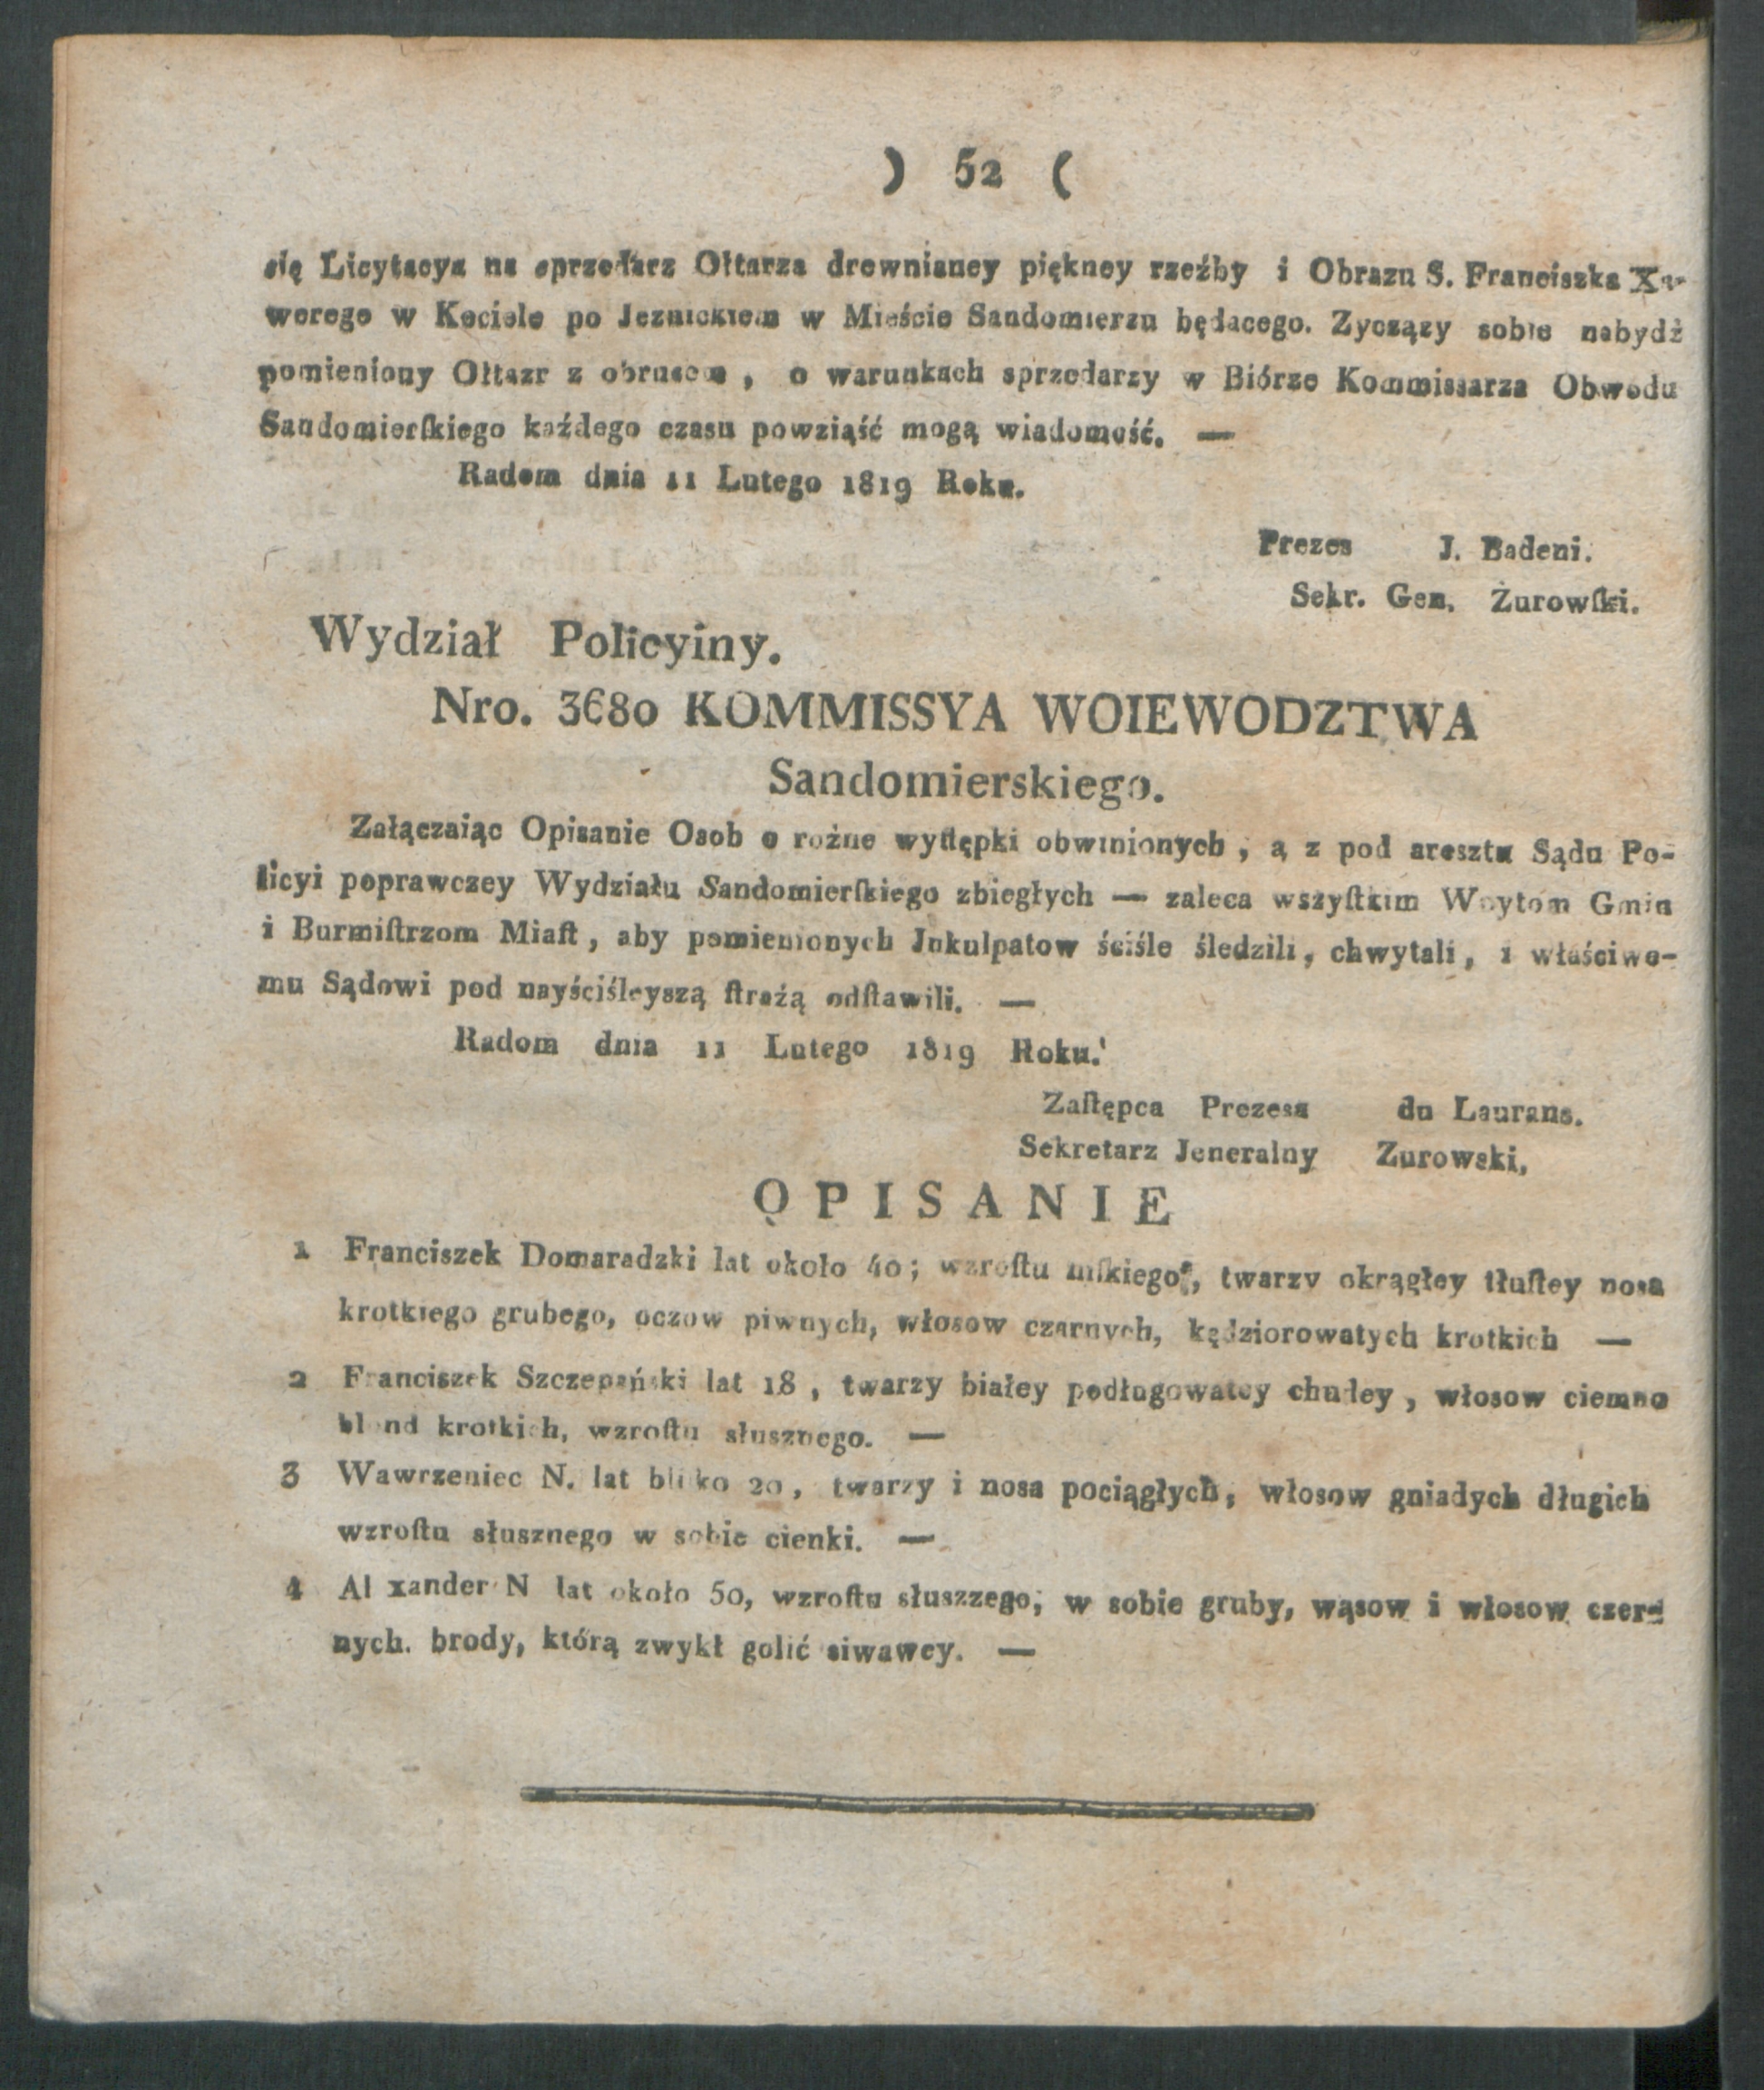 ) 52 (
się Licytacya na sprzedarz Ołtarza drewnianey piękney rzeźby i Obrazu S. Franciszka Xa-
werego w Kociele po Jezuickiem w Mieście Sandomierzu będacego. Zyczązy sobie nabydź
pomieniony Ołtazr z obrusem, o warunkach sprzedarzy w Biórze Kommissarza Obwodu
Sandomierſkiego każdego czasu powziąść mogą wiadomość. —
Radom dnia 11 Lutego 1819 Roku.
Prezes J. Badeni.
Sekr. Gen. Żurowſki.
Wydział Policyiny.
Nro. 3680 KOMMISSYA WOIEWODZTWA
Sandomierskiego.
Załączaiąc Opisanie Osob o rożne wyſtępki obwinionych, a z pod aresztu Sądu Po-
licyi poprawczey Wydziału Sandomierſkiego zbiegłych — zaleca wszyſtkim Woytom Gmin
i Burmiſtrzom Miaſt, aby pomienionych Jnkulpatow ściśle śledzili, chwytali, i właściwe-
mu Sądowi pod nayściśleyszą ſtrażą odſtawili. —
Radom dnia 11 Lutego 1819 Roku.
Zaſtępca Prezesa du Laurans.
Sekretarz Jeneralny Zurowski,
OPISANIE
1 Franciszek Domaradzki lat około 40; wzroſtu niſkiego, twarzy okrągłey tłuſtey nosa
krotkiego grubego, oczow piwnych, włosow czarnych, kędziorowatych krotkich —
2 Franciszek Szczepański lat 18, twarzy białey podługowatey chudey, włosow ciemno
blond krotkich, wzroſtu słusznego. —
3 Wawrzeniec N. lat bliſko 20, twarzy i nosa pociągłych, włosow gniadych długich
wzroſtu słusznego w sobie cienki. —
4 Alexander N lat około 50, wzroſtu słuszzego, w sobie gruby, wąsow i włosow czer-
nych. brody, którą zwykł golić siwawey. —